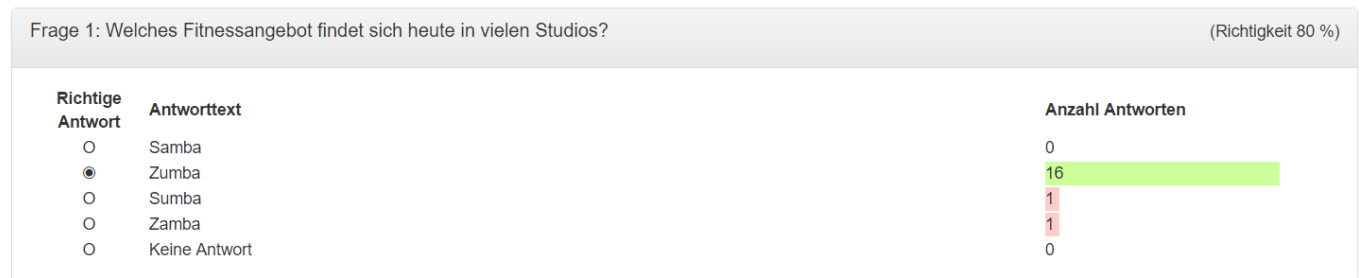 Frage 1: Welches Fitnessangebot findet sich heute in vielen Studios? (Richtigkeit 80 %)
Richtige Antwort Antworttext Anzahl Antworten
Samba 0
Zumba 16
Sumba 1
Zamba 1
Keine Antwort 0